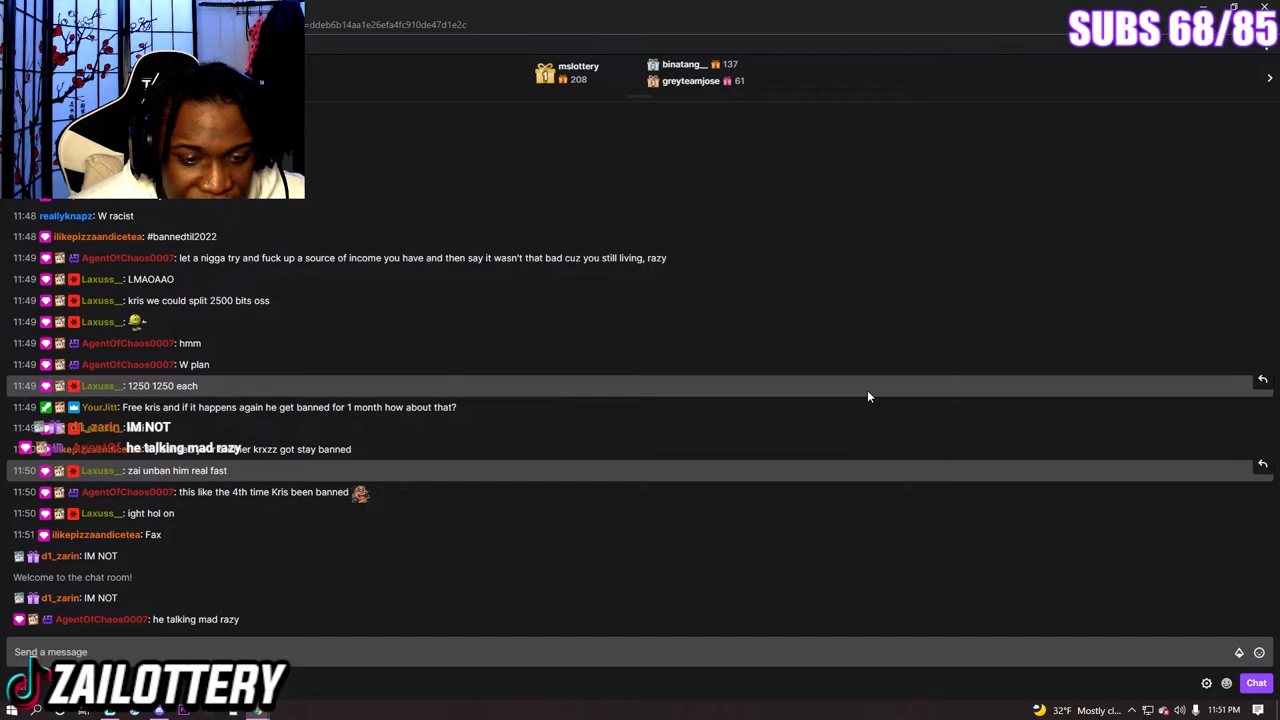 =ddeb6b14aa1e26efa4fc910de47d1e2c
SUBS 68/85
1 mslottery 208
binatang__ 137
greyteamjose 61
11:48 reallyknapz: W racist
11:48 ilikepizzaandicetea: #bannedtil2022
11:49 AgentOfChaos0007: let a nigga try and fuck up a source of income you have and then say it wasn't that bad cuz you still living, razy
11:49 Laxuss__: LMAOAAO
11:49 Laxuss__: kris we could split 2500 bits oss
11:49 Laxuss__:
11:49 AgentOfChaos0007: hmm
11:49 AgentOfChaos0007: W plan
11:49 Laxuss__: 1250 1250 each
11:49 YourJitt: Free kris and if it happens again he get banned for 1 month how about that?
d1_zarin: IM NOT
AgentOf he talking mad razy
krxzz got stay banned
11:50 Laxuss__: zai unban him real fast
11:50 AgentOfChaos0007: this like the 4th time Kris been banned
11:50 Laxuss__: ight hol on
11:51 ilikepizzaandicetea: Fax
d1_zarin: IM NOT
Welcome to the chat room!
d1_zarin: IM NOT
AgentOfChaos0007: he talking mad razy
Send a message
Chat
ZAILOTTERY
32°F Mostly cl... 11:51 PM